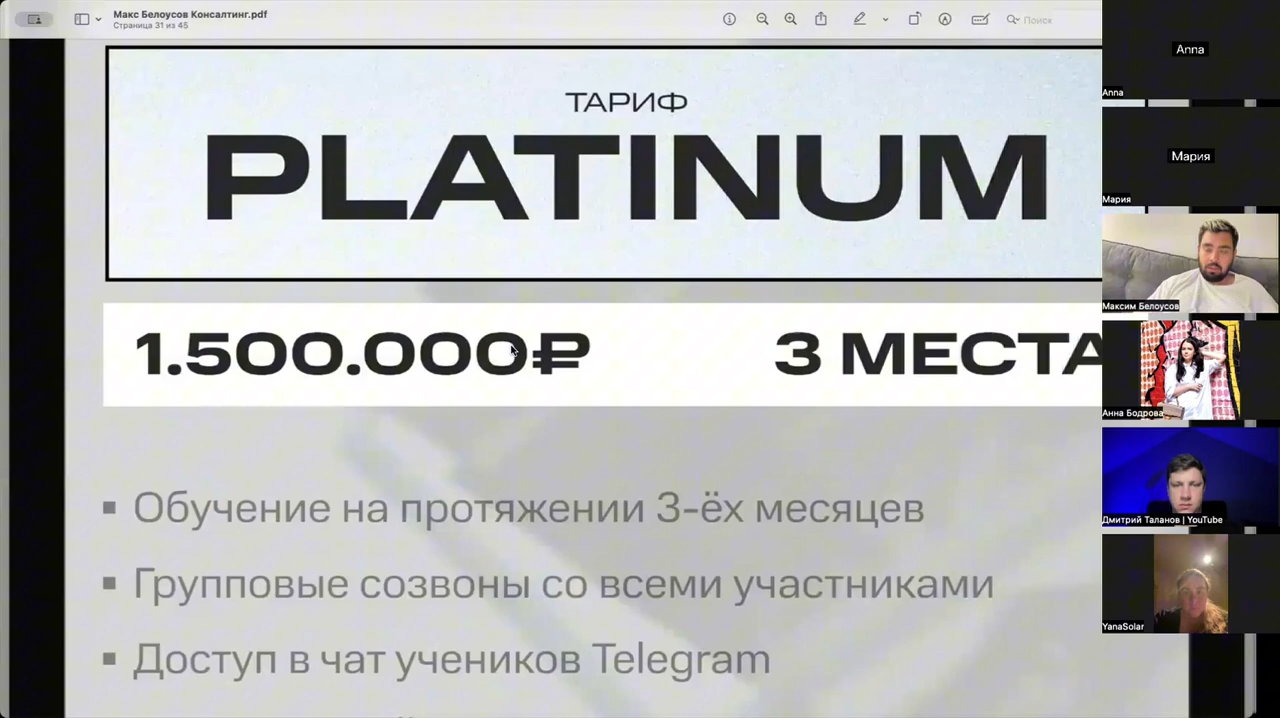 Макс Белоусов Консалтинг.pdf
Страница 31 из 45
Поиск
ТАРИФ
PLATINUM
1.500.000₽
3 МЕСТА
▪ Обучение на протяжении 3-ёх месяцев
▪ Групповые созвоны со всеми участниками
▪ Доступ в чат учеников Telegram
Anna
Anna
Мария
Мария
Максим Белоусов
Анна Бодрова
Дмитрий Таланов | YouTube
YanaSolar